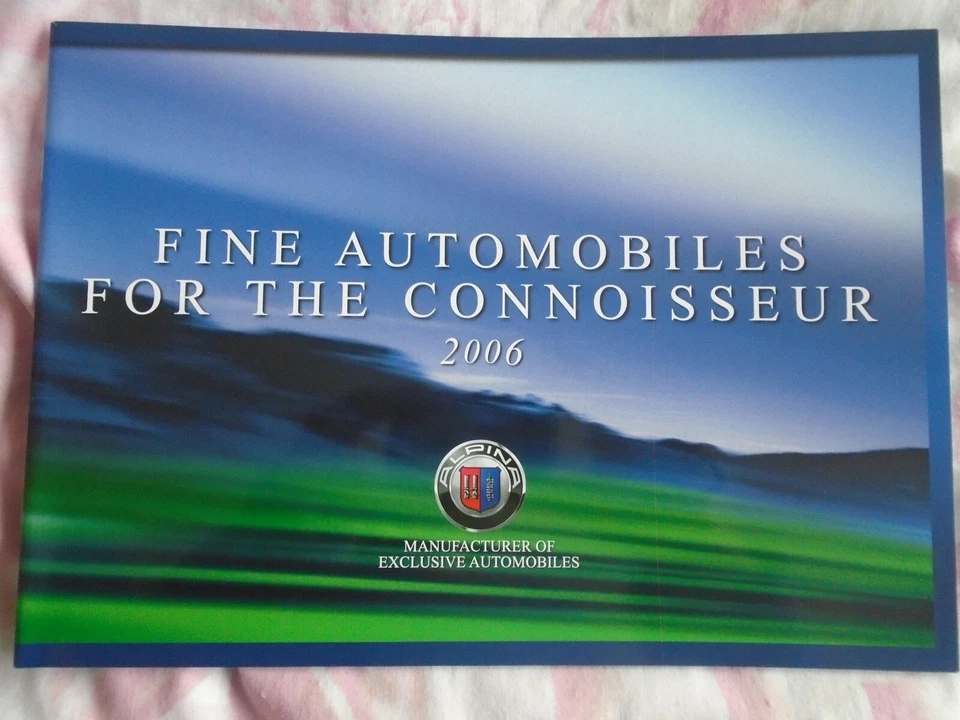 FINE AUTOMOBILES
FOR THE CONNOISSEUR
2006
ALPINA
MANUFACTURER OF
EXCLUSIVE AUTOMOBILES